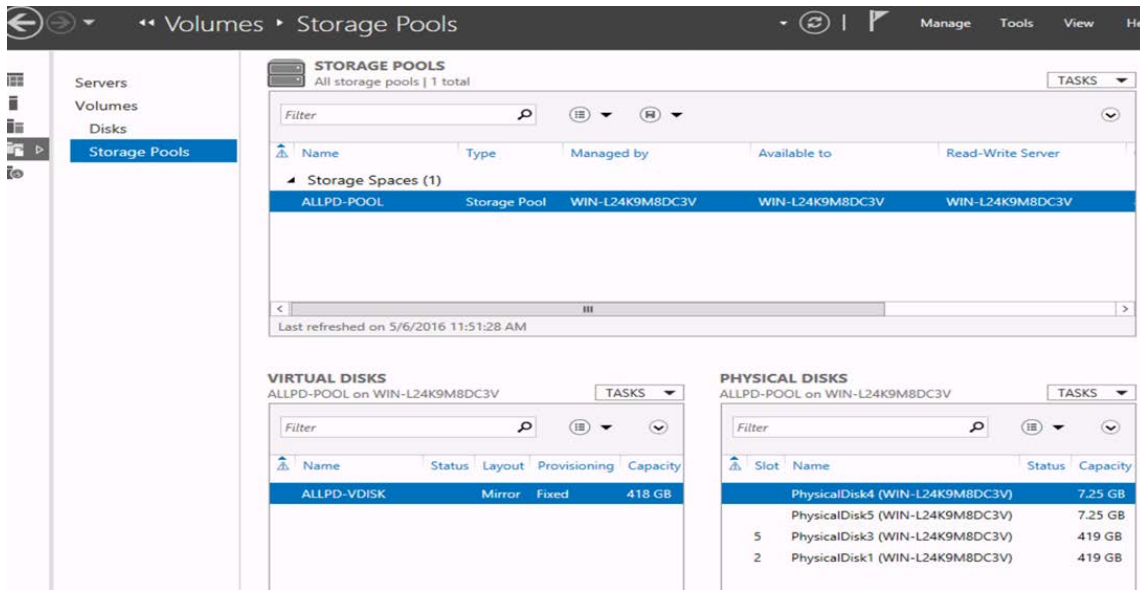 Volumes Storage Pools
Manage Tools View He
Servers
Volumes
Disks
Storage Pools
STORAGE POOLS
All storage pools | 1 total
TASKS
Filter
Name Type Managed by Available to Read-Write Server
Storage Spaces (1)
ALLPD-POOL Storage Pool WIN-L24K9M8DC3V WIN-L24K9M8DC3V WIN-L24K9M8DC3V
Last refreshed on 5/6/2016 11:51:28 AM
VIRTUAL DISKS
ALLPD-POOL on WIN-L24K9M8DC3V
TASKS
Filter
Name Status Layout Provisioning Capacity
ALLPD-VDISK Mirror Fixed 418 GB
PHYSICAL DISKS
ALLPD-POOL on WIN-L24K9M8DC3V
TASKS
Filter
Slot Name Status Capacity
PhysicalDisk4 (WIN-L24K9M8DC3V) 7.25 GB
PhysicalDisk5 (WIN-L24K9M8DC3V) 7.25 GB
5 PhysicalDisk3 (WIN-L24K9M8DC3V) 419 GB
2 PhysicalDisk1 (WIN-L24K9M8DC3V) 419 GB